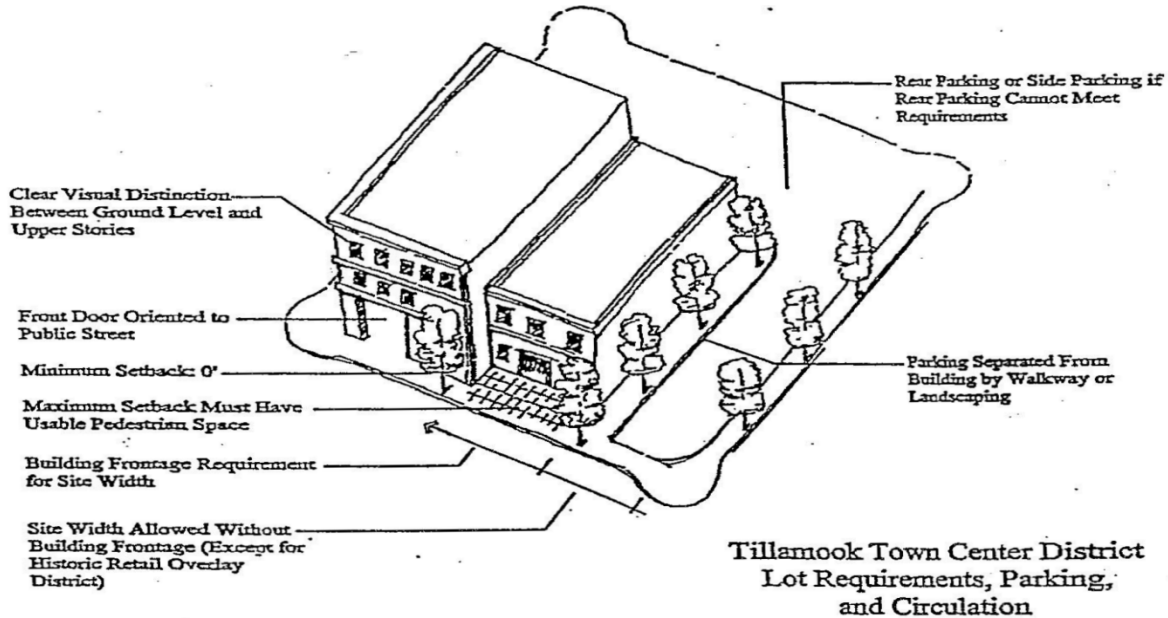 Rear Parking or Side Parking if
Rear Parking Cannot Meet
Requirements
Clear Visual Distinction
Between Ground Level and
Upper Stories
Front Door Oriented to
Public Street
Minimum Setback: 0'
Maximum Setback Must Have
Usable Pedestrian Space
Parking Separated From
Building by Walkway or
Landscaping
Building Frontage Requirement
for Site Width
Site Width Allowed Without
Building Frontage (Except for
Historic Retail Overlay
District)
Tillamook Town Center District
Lot Requirements, Parking,
and Circulation